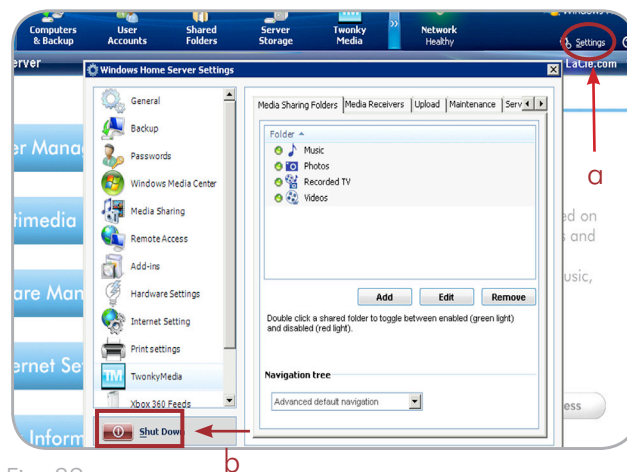 Computers & Backup
User Accounts
Shared Folders
Server Storage
Twonky Media
»
Network
Healthy
Settings
LaCie.com
Windows Home Server Settings
General
Backup
Passwords
Windows Media Center
Media Sharing
Remote Access
Add-ins
Hardware Settings
Internet Setting
Print settings
TwonkyMedia
Xbox 360 Feeds
Shut Down
Media Sharing Folders
Media Receivers
Upload
Maintenance
Serv
Folder
Music
Photos
Recorded TV
Videos
Add
Edit
Remove
Double click a shared folder to toggle between enabled (green light)
and disabled (red light).
Navigation tree
Advanced default navigation
er Mana
timedia
are Man
ernet Se
Inform
ed on
s and
usic,
ess
a
b